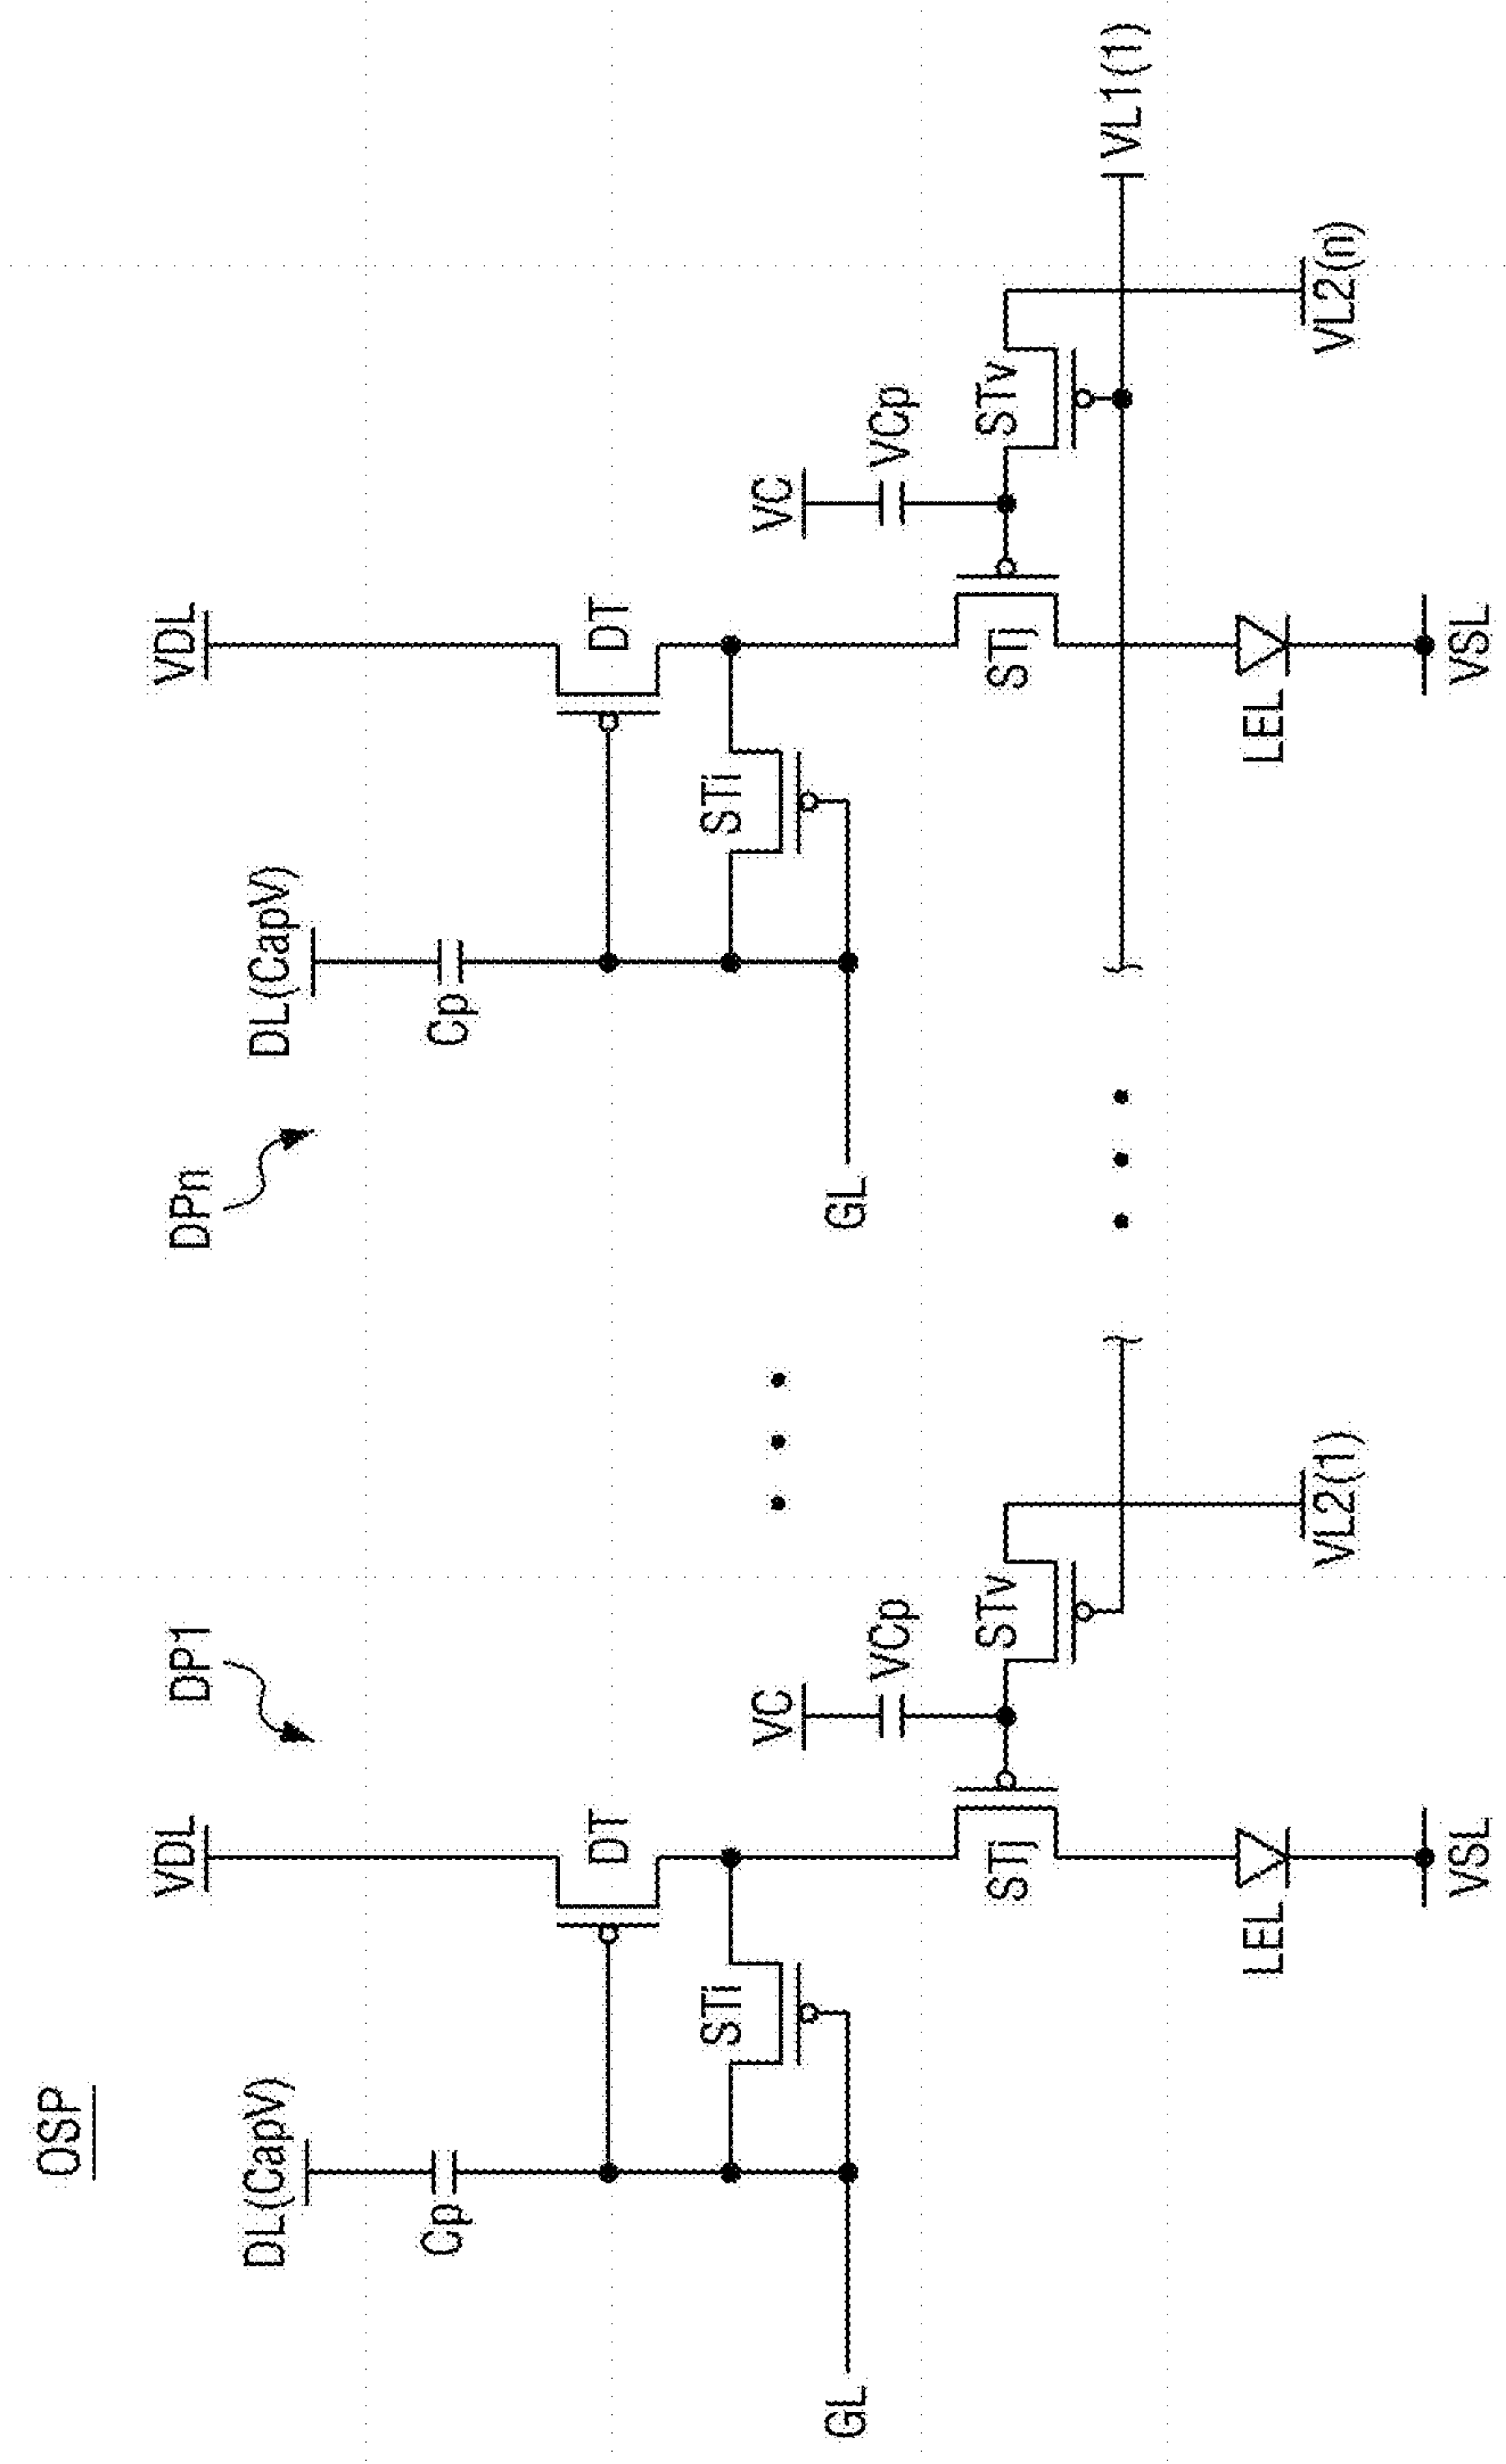 OSP
DP1
DPn
VDL
VDL
DL(CapV)
DL(CapV)
Cp
Cp
DT
DT
STi
STi
VC
VC
VCp
VCp
GL
GL
STj
STj
STv
STv
VL1(1)
LEL
LEL
VL2(1)
VL2(n)
VSL
VSL